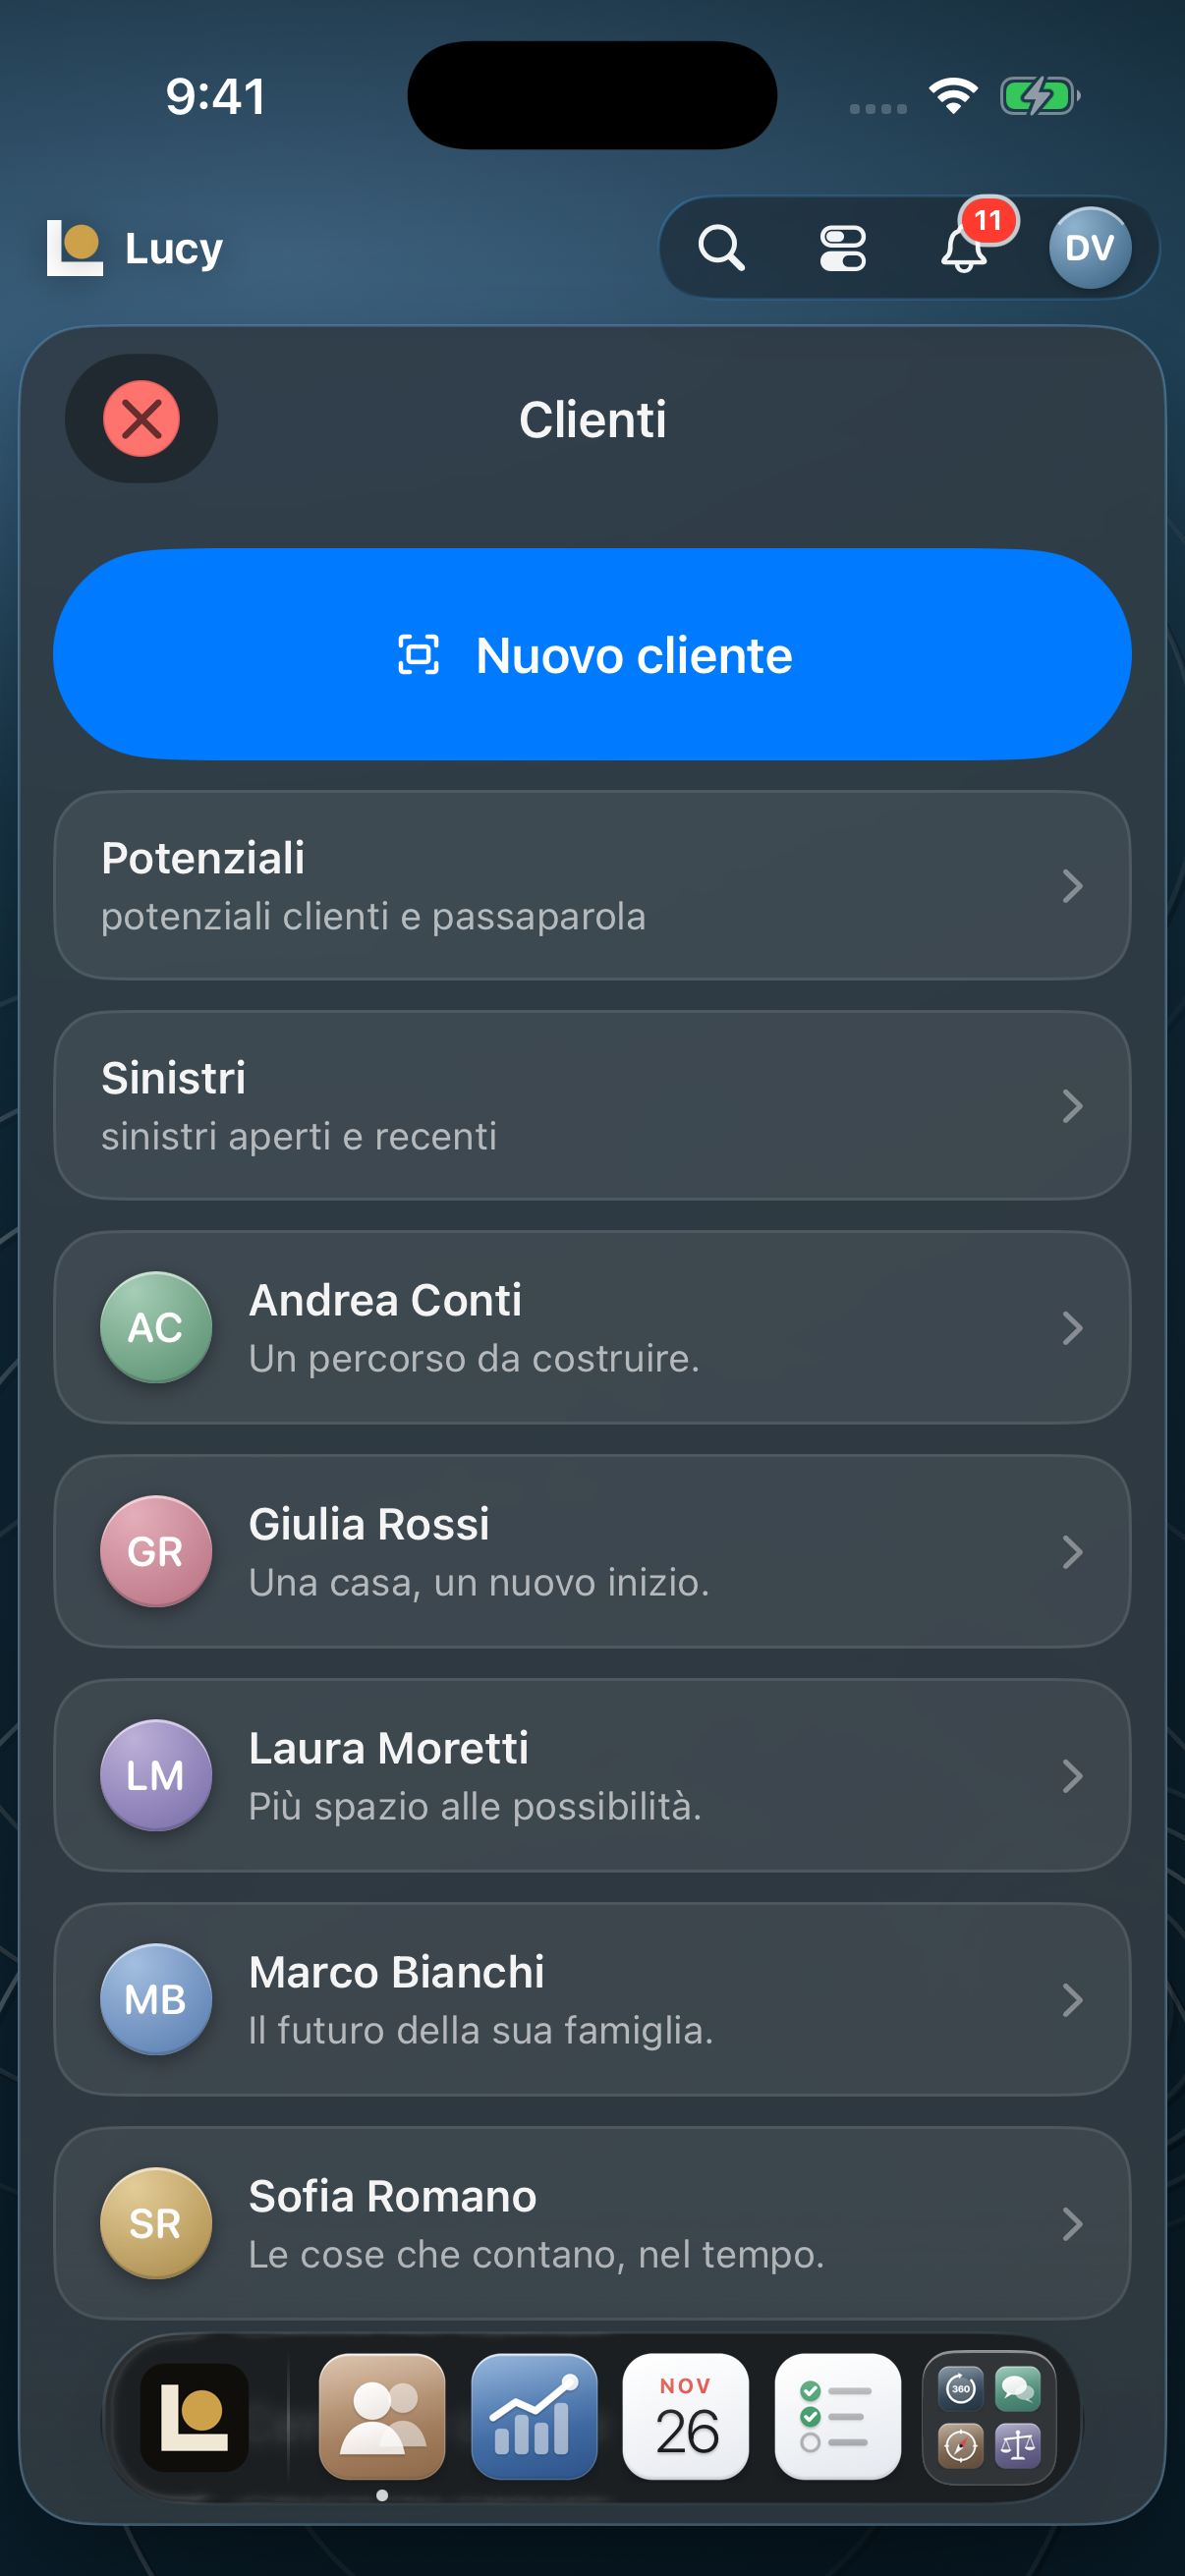 9:41
Lucy
11
DV
Clienti
Nuovo cliente
Potenziali
potenziali clienti e passaparola
Sinistri
sinistri aperti e recenti
AC
Andrea Conti
Un percorso da costruire.
GR
Giulia Rossi
Una casa, un nuovo inizio.
LM
Laura Moretti
Più spazio alle possibilità.
MB
Marco Bianchi
Il futuro della sua famiglia.
SR
Sofia Romano
Le cose che contano, nel tempo.
NOV
26
360